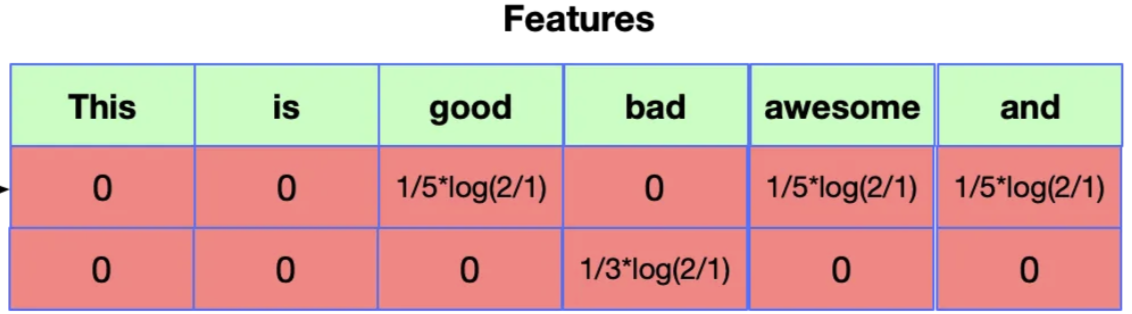 Features
This is good bad awesome and
0 0 1/5*log(2/1) 0 1/5*log(2/1) 1/5*log(2/1)
0 0 0 1/3*log(2/1) 0 0